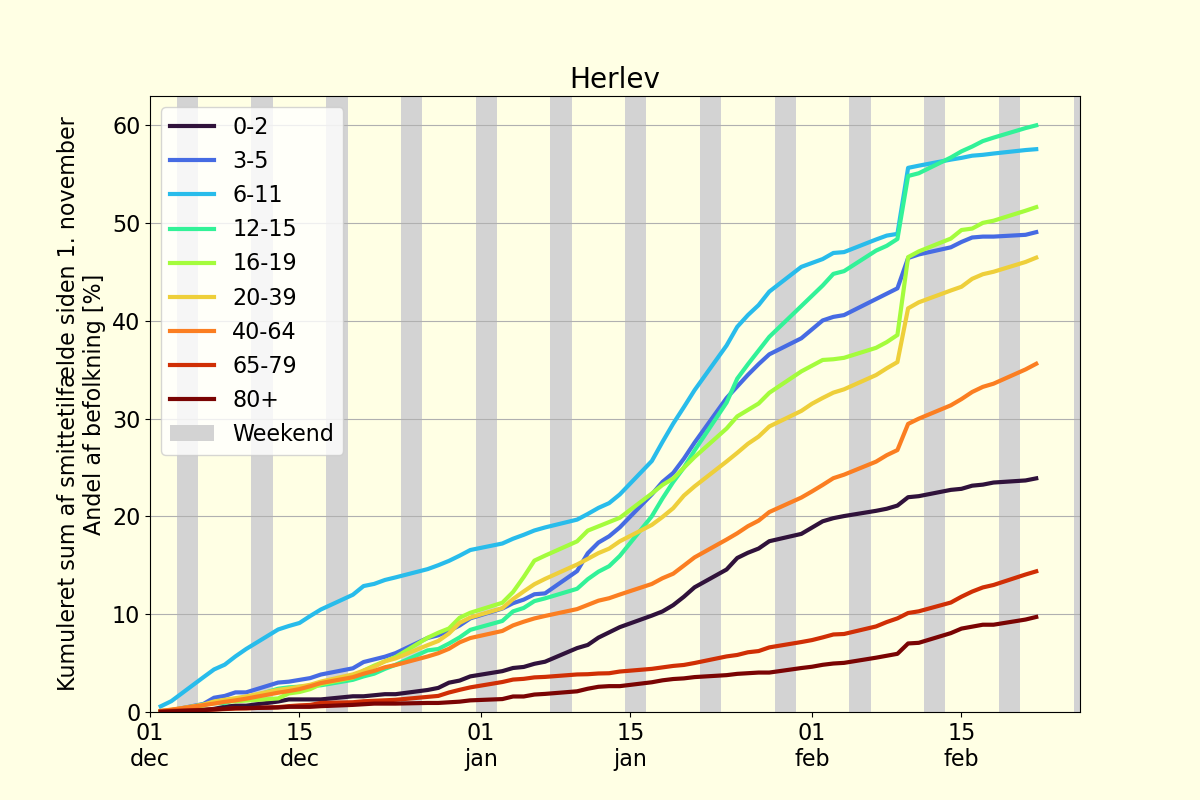 Herlev
Kumuleret sum af smittetilfælde siden 1. november
Andel af befolkning [%]
60
50
40
30
20
10
0
0-2
3-5
6-11
12-15
16-19
20-39
40-64
65-79
80+
Weekend
01
dec
15
dec
01
jan
15
jan
01
feb
15
feb